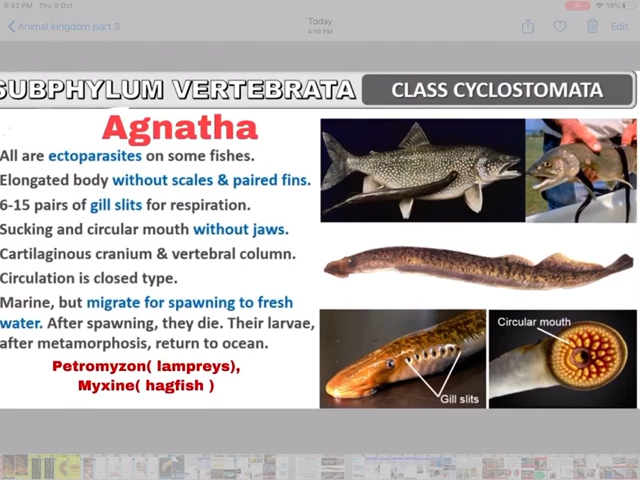 6:42 PM Thu 8 Oct
19%
Animal kingdom part 3
Today
4:19 PM
Edit
SUBPHYLUM VERTEBRATA
CLASS CYCLOSTOMATA
Agnatha
All are ectoparasites on some fishes.
Elongated body without scales & paired fins.
6-15 pairs of gill slits for respiration.
Sucking and circular mouth without jaws.
Cartilaginous cranium & vertebral column.
Circulation is closed type.
Marine, but migrate for spawning to fresh
water. After spawning, they die. Their larvae,
after metamorphosis, return to ocean.
Petromyzon( lampreys),
Myxine( hagfish )
Gill slits
Circular mouth